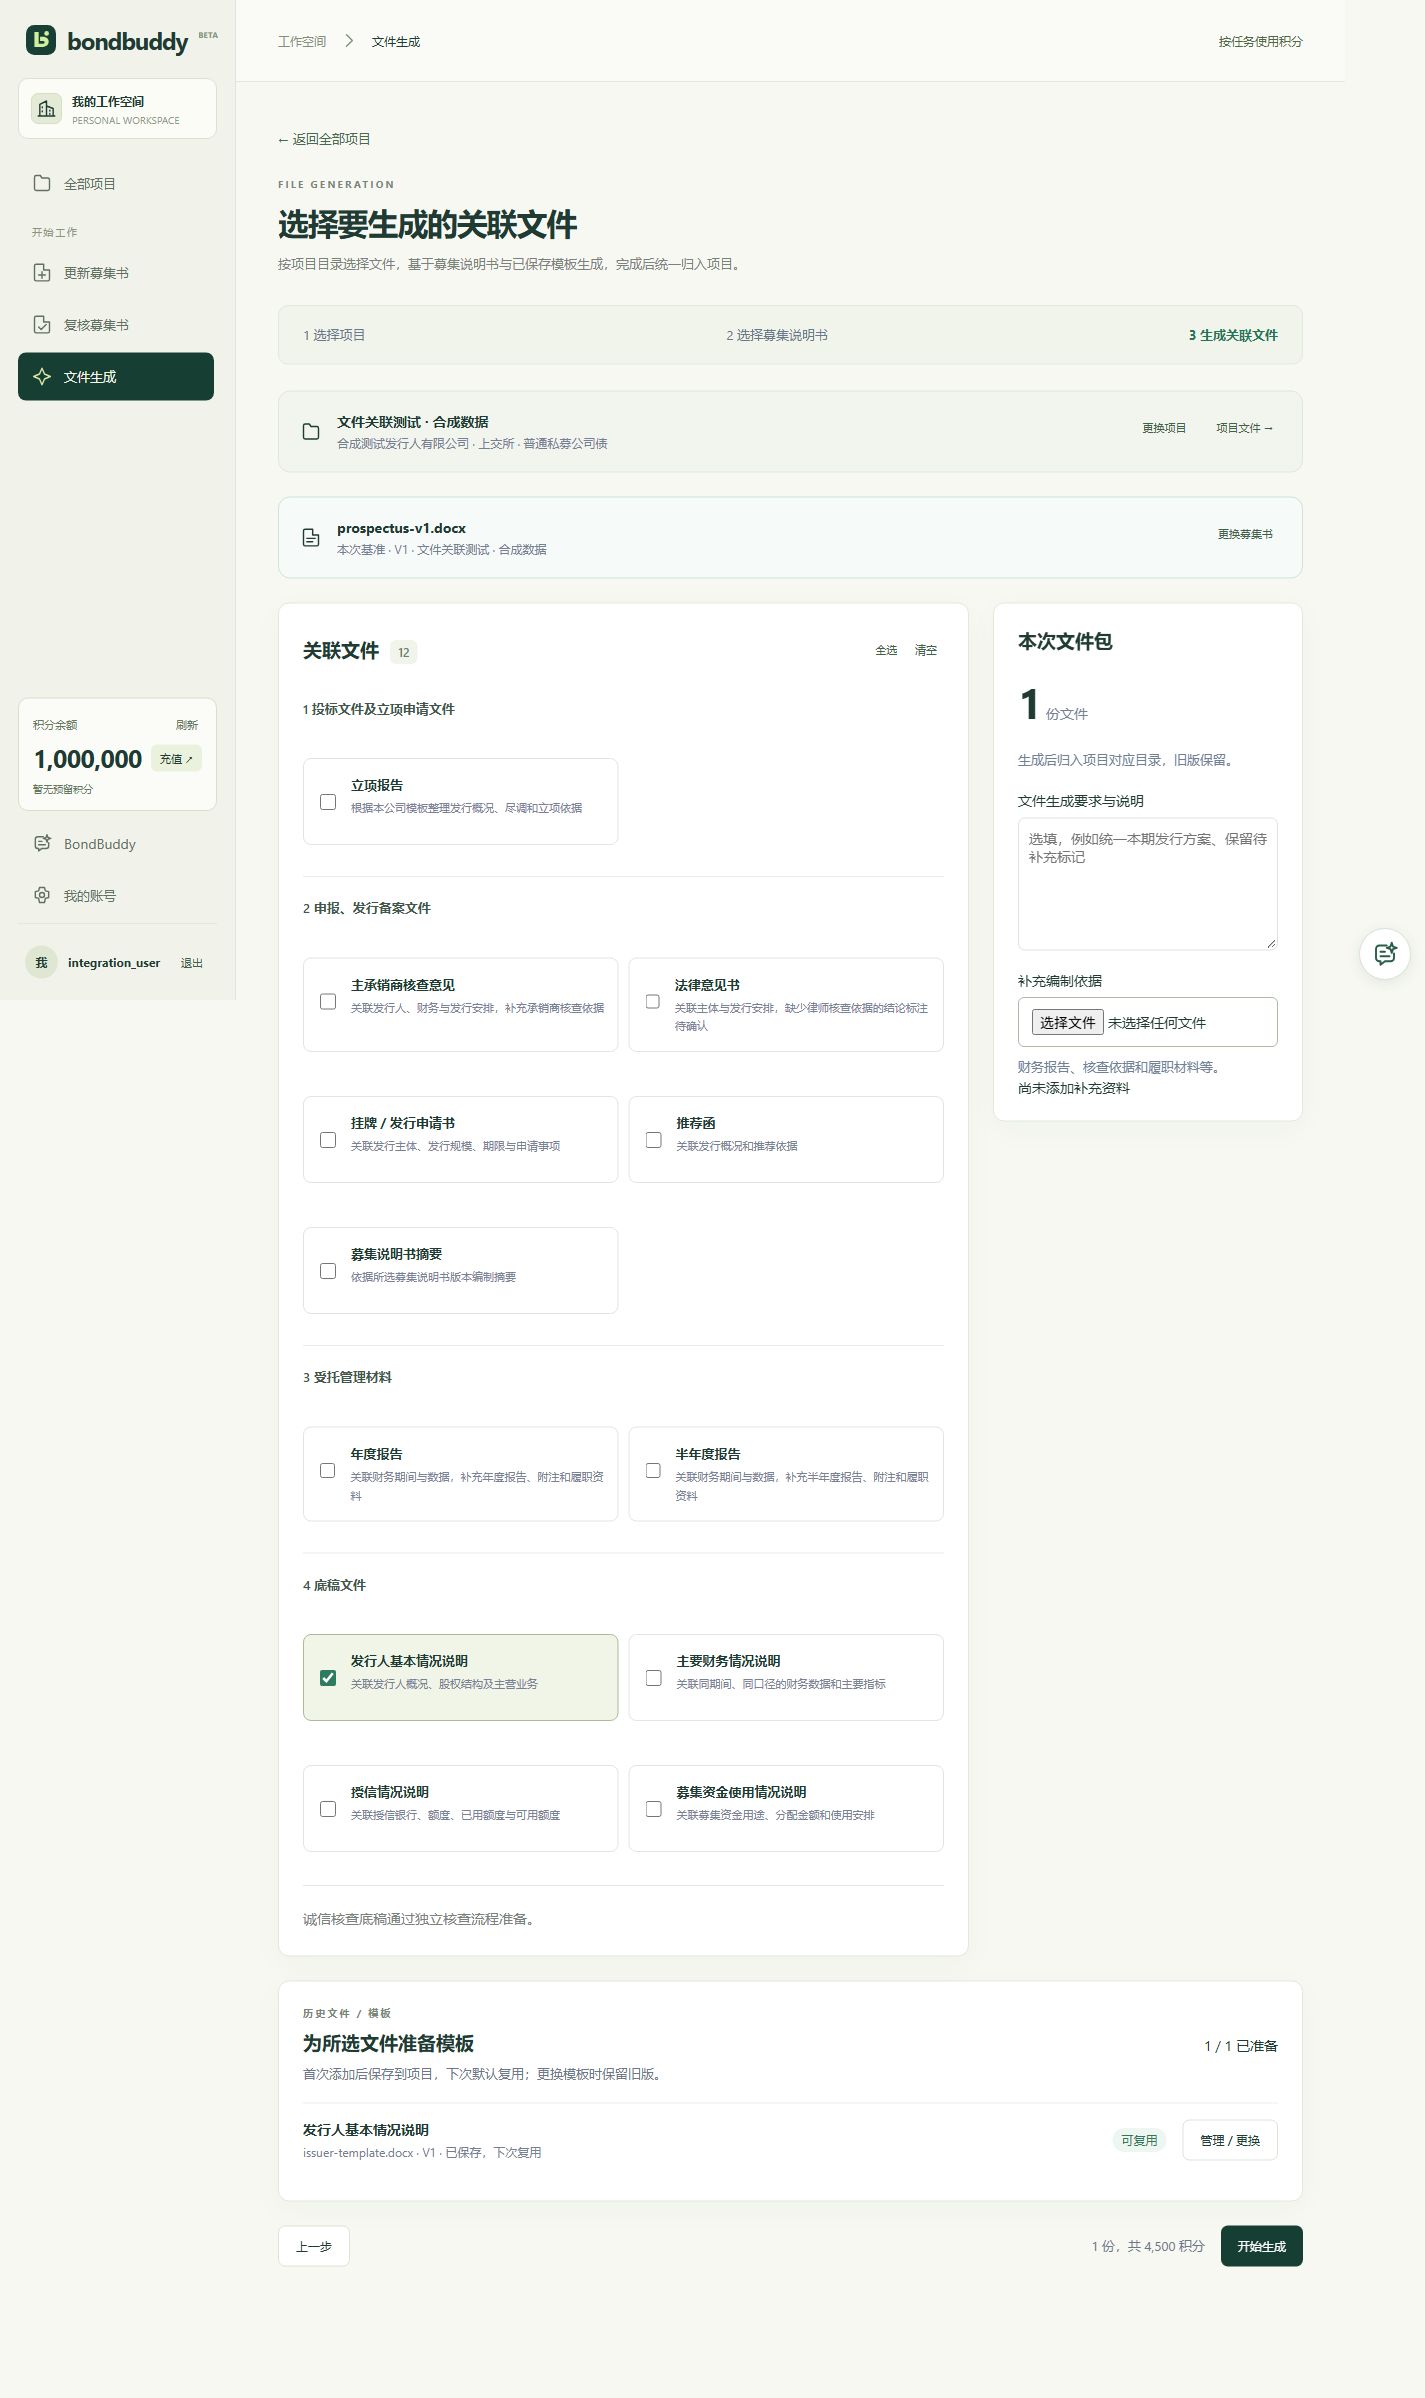 bondbuddy BETA
我的工作空间
PERSONAL WORKSPACE
全部项目
开始工作
更新募集书
复核募集书
文件生成
积分余额 刷新
1,000,000 充值 ↗
暂无预留积分
BondBuddy
我的账号
我 integration_user 退出
工作空间 文件生成 按任务使用积分
← 返回全部项目
FILE GENERATION
选择要生成的关联文件
按项目目录选择文件，基于募集说明书与已保存模板生成，完成后统一归入项目。
1 选择项目 2 选择募集说明书 3 生成关联文件
文件关联测试 · 合成数据
合成测试发行人有限公司 · 上交所 · 普通私募公司债
更换项目 项目文件 →
prospectus-v1.docx
本次基准 · V1 · 文件关联测试 · 合成数据
更换募集书
关联文件 12 全选 清空
1 投标文件及立项申请文件
立项报告
根据本公司模板整理发行概况、尽调和立项依据
2 申报、发行备案文件
主承销商核查意见
关联发行人、财务与发行安排，补充承销商核查依据
法律意见书
关联主体与发行安排，缺少律师核查依据的结论标注
待确认
挂牌 / 发行申请书
关联发行主体、发行规模、期限与申请事项
推荐函
关联发行概况和推荐依据
募集说明书摘要
依据所选募集说明书版本编制摘要
3 受托管理材料
年度报告
关联财务期间与数据，补充年度报告、附注和履职资
料
半年度报告
关联财务期间与数据，补充半年度报告、附注和履职
资料
4 底稿文件
发行人基本情况说明
关联发行人概况、股权结构及主营业务
主要财务情况说明
关联同期间、同口径的财务数据和主要指标
授信情况说明
关联授信银行、额度、已用额度与可用额度
募集资金使用情况说明
关联募集资金用途、分配金额和使用安排
诚信核查底稿通过独立核查流程准备。
本次文件包
1 份文件
生成后归入项目对应目录，旧版保留。
文件生成要求与说明
选填，例如统一本期发行方案、保留待
补充标记
补充编制依据
选择文件 未选择任何文件
财务报告、核查依据和履职材料等。
尚未添加补充资料
历史文件 / 模板
为所选文件准备模板
1 / 1 已准备
首次添加后保存到项目，下次默认复用；更换模板时保留旧版。
发行人基本情况说明
issuer-template.docx · V1 · 已保存，下次复用
可复用 管理 / 更换
上一步 1 份，共 4,500 积分 开始生成